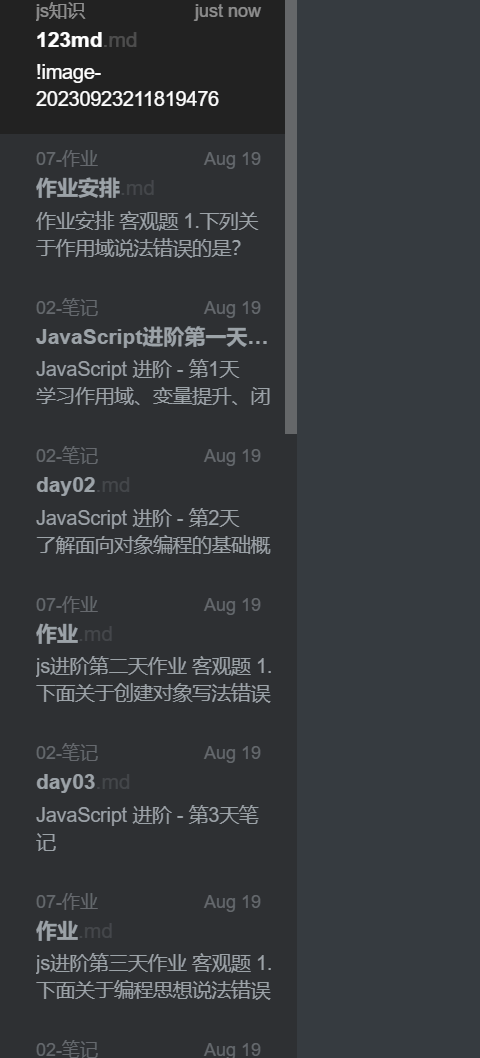 js知识 just now
123md.md
!image-
20230923211819476
07-作业 Aug 19
作业安排.md
作业安排 客观题 1.下列关
于作用域说法错误的是?
02-笔记 Aug 19
JavaScript进阶第一天...
JavaScript 进阶 - 第1天
学习作用域、变量提升、闭
02-笔记 Aug 19
day02.md
JavaScript 进阶 - 第2天
了解面向对象编程的基础概
07-作业 Aug 19
作业.md
js进阶第二天作业 客观题 1.
下面关于创建对象写法错误
02-笔记 Aug 19
day03.md
JavaScript 进阶 - 第3天笔
记
07-作业 Aug 19
作业.md
js进阶第三天作业 客观题 1.
下面关于编程思想说法错误
02-笔记 Aug 19